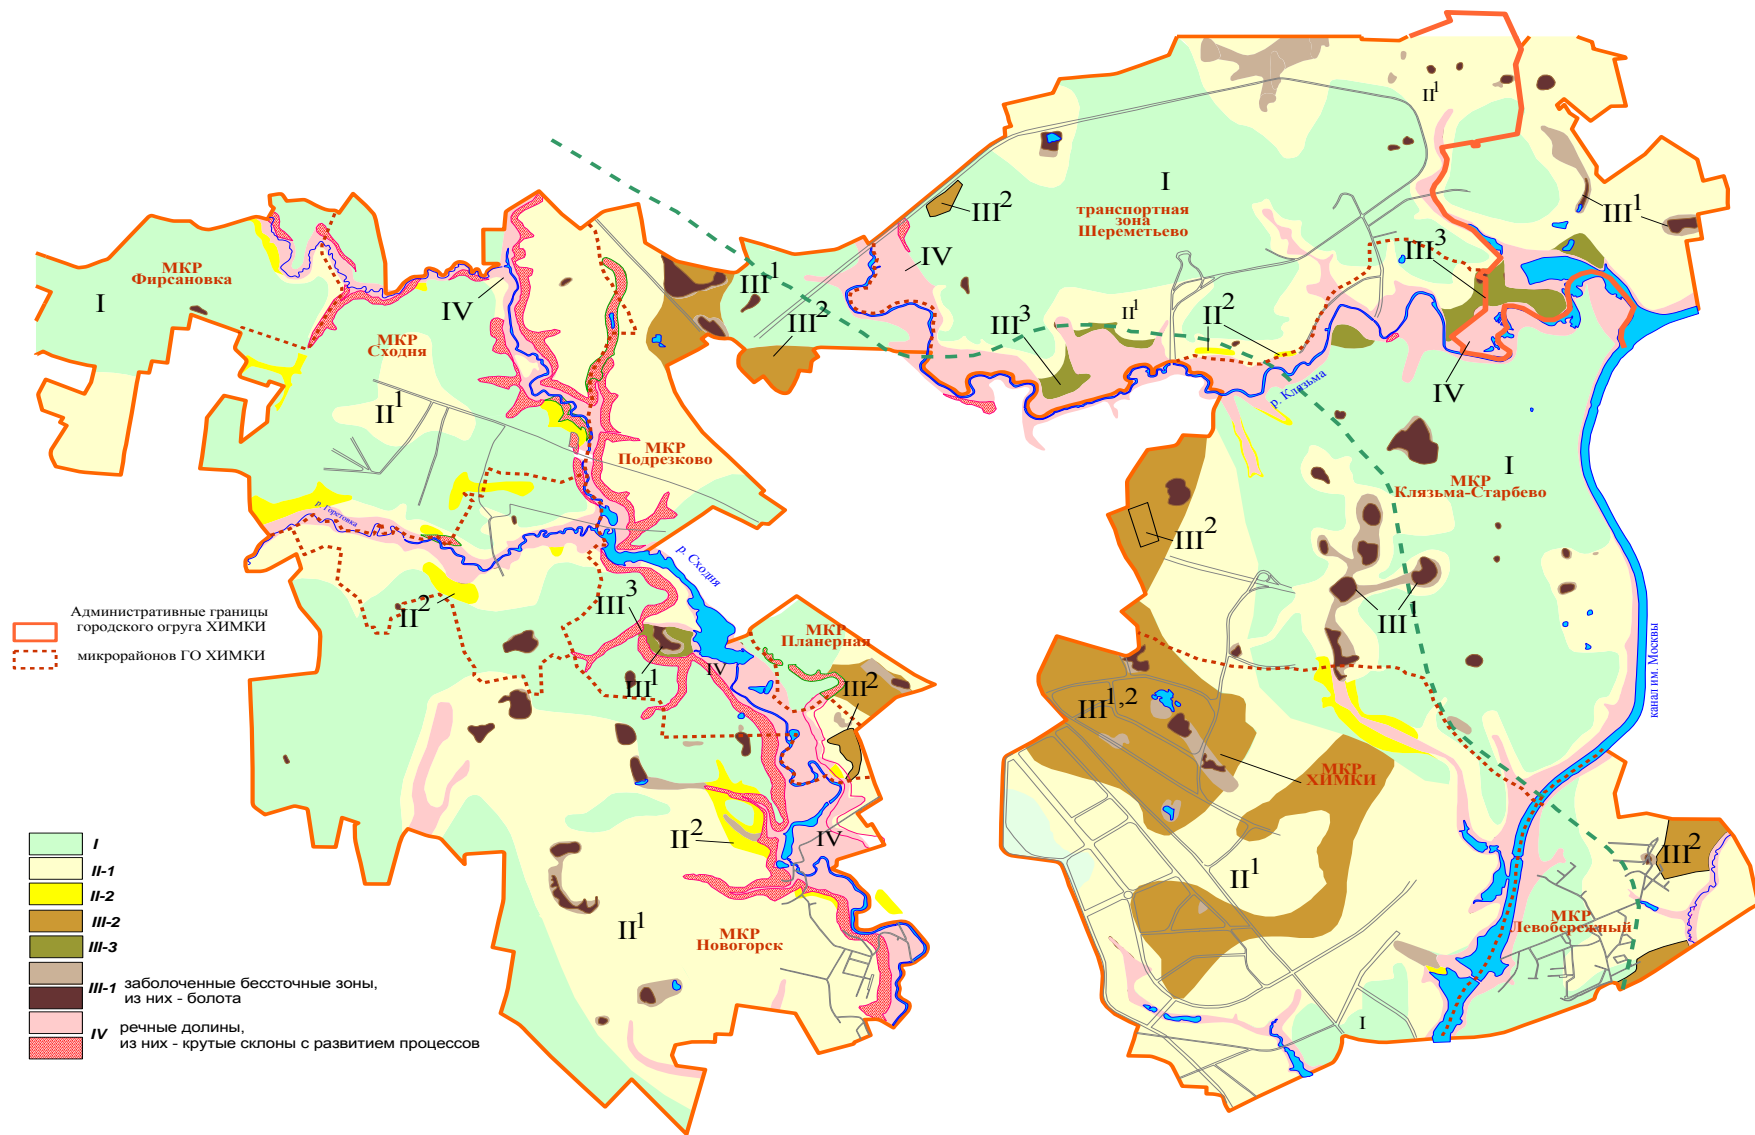 МКР
Фирсановка
I
МКР
Сходня
IV
II1
МКР
Подрезково
р. Горетовка
II2
р. Сходня
III3
III1
IV
МКР
Планерная
III2
II2
IV
II1
МКР
Новогорск
III1
III2
III2
IV
I
транспортная
зона
Шереметьево
II1
III1
III3
II2
II1
III3
IV
р. Клязьма
I
МКР
Клязьма-Старбево
III2
III1
канал им. Москвы
III1,2
МКР
ХИМКИ
II1
III2
МКР
Левобережный
I
Административные границы
городского огруга ХИМКИ
микрорайонов ГО ХИМКИ
I
II-1
II-2
III-2
III-3
III-1 заболоченные бессточные зоны,
из них - болота
IV речные долины,
из них - крутые склоны с развитием процессов